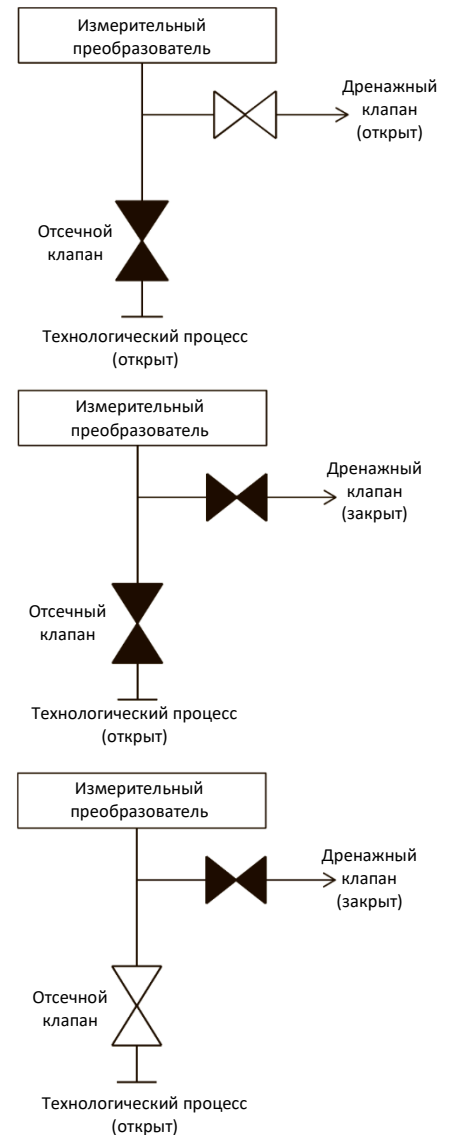 Измерительный
преобразователь
Дренажный
клапан
(открыт)
Отсечной
клапан
Технологический процесс
(открыт)
Измерительный
преобразователь
Дренажный
клапан
(закрыт)
Отсечный
клапан
Технологический процесс
(открыт)
Измерительный
преобразователь
Дренажный
клапан
(закрыт)
Отсечной
клапан
Технологический процесс
(открыт)